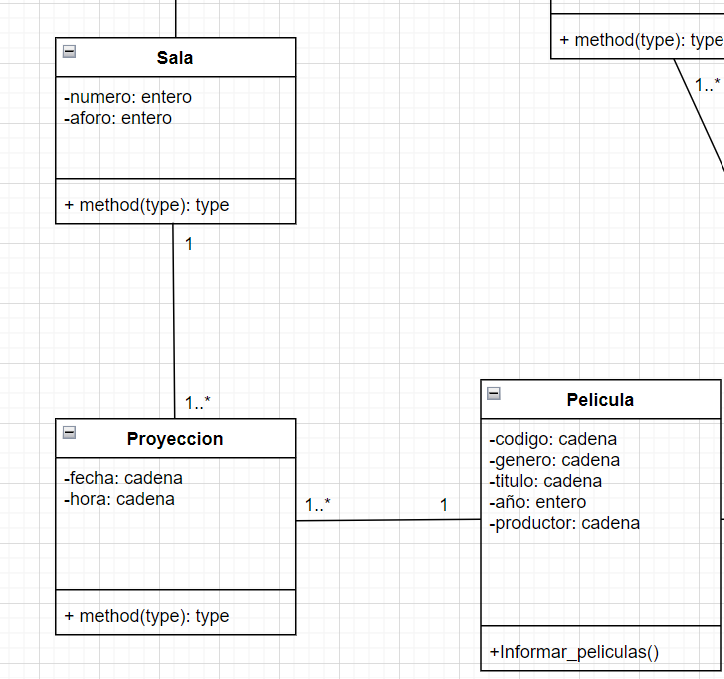 + method(type): type
1..*
Sala
-numero: entero
-aforo: entero
+ method(type): type
1
1..*
Proyeccion
-fecha: cadena
-hora: cadena
+ method(type): type
1..*
1
Pelicula
-codigo: cadena
-genero: cadena
-titulo: cadena
-año: entero
-productor: cadena
+Informar_peliculas()